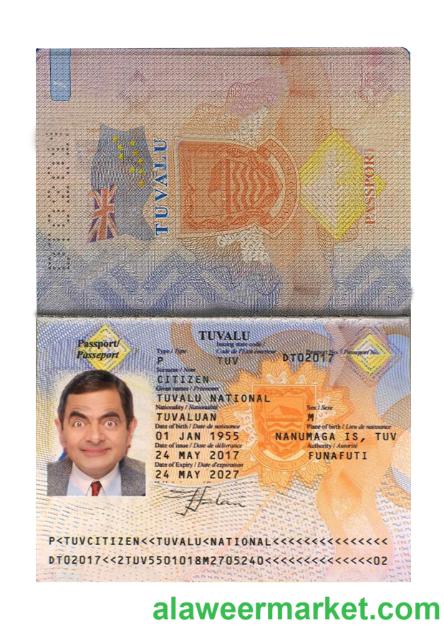 DT02017
TUVALU
PASSPORT
Passport/
Passeport
TUVALU
Issuing state code /
Type / Type
Code de l'Etat émetteur
Passport No. / Passeport No.
P
TUV
DT02017
Surname / Nom
CITIZEN
Given names / Prénoms
TUVALU NATIONAL
Nationality / Nationalité
Sex / Sexe
TUVALUAN
M
Date of birth / Date de naissance
Place of birth / Lieu de naissance
01 JAN 1955
NANUMAGA IS, TUV
Date of issue / Date de délivrance
Authority / Autorité
24 MAY 2017
FUNAFUTI
Date of Expiry / Date d'expiration
24 MAY 2027
P<TUVCITIZEN<<TUVALU<NATIONAL<<<<<<<<<<<<<<<
DT02017<<2TUV5501018M2705240<<<<<<<<<<<<<<02
alaweermarket.com